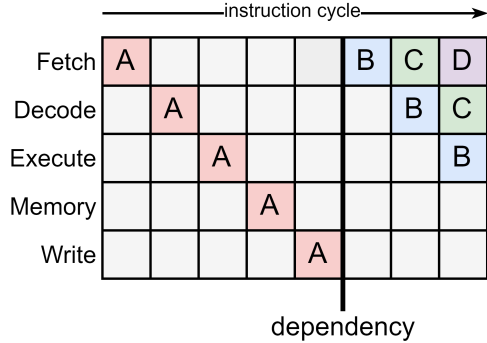 instruction cycle
Fetch A B C D
Decode A B C
Execute A B
Memory A
Write A
dependency